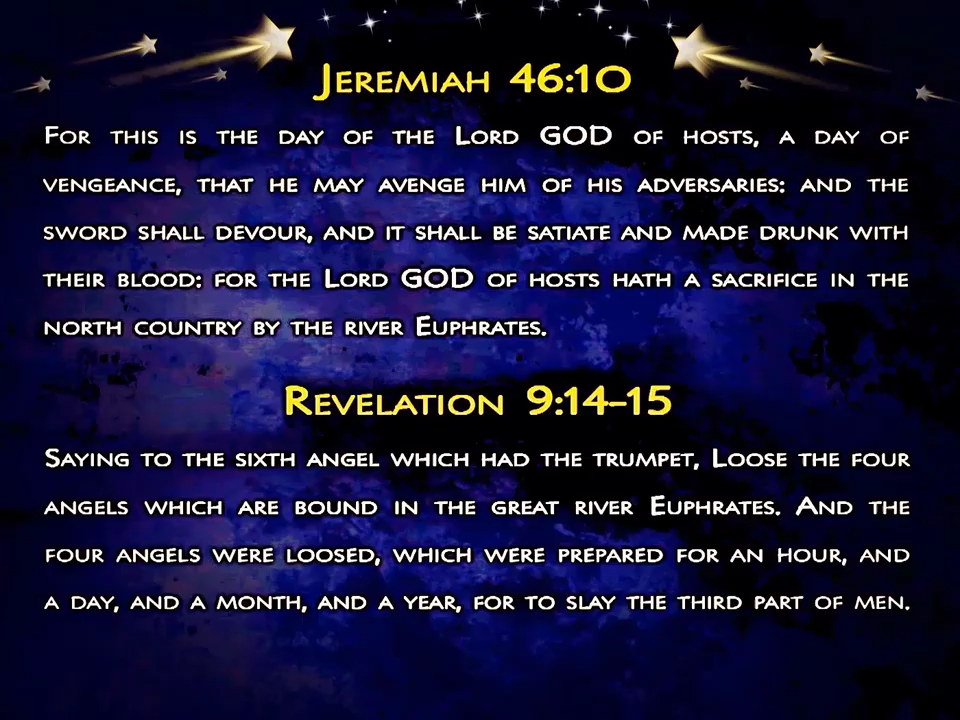 Jeremiah 46:10
For this is the day of the Lord GOD of hosts, a day of
vengeance, that he may avenge him of his adversaries: and the
sword shall devour, and it shall be satiate and made drunk with
their blood: for the Lord GOD of hosts hath a sacrifice in the
north country by the river Euphrates.
Revelation 9:14-15
Saying to the sixth angel which had the trumpet, Loose the four
angels which are bound in the great river Euphrates. And the
four angels were loosed, which were prepared for an hour, and
a day, and a month, and a year, for to slay the third part of men.